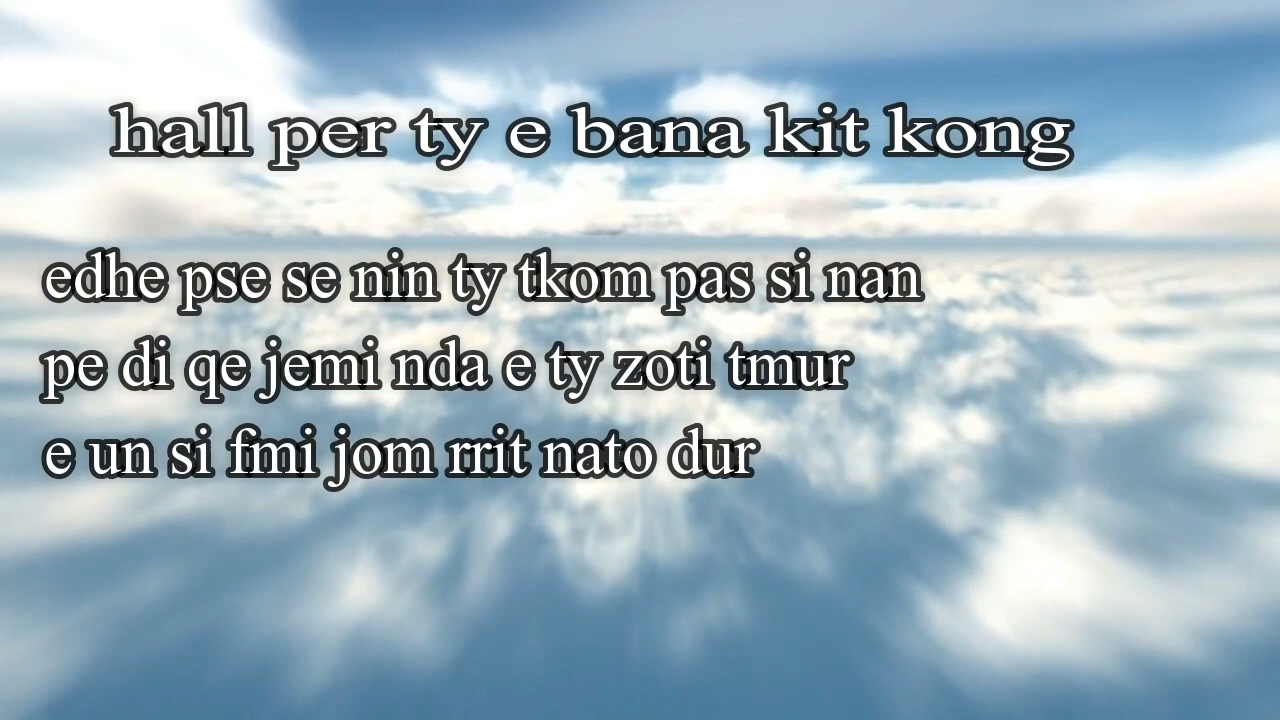 hall per ty e bana kit kong
edhe pse se nin ty tkom pas si nan
pe di qe jemi nda e ty zoti tmur
e un si fmi jom rrit nato dur